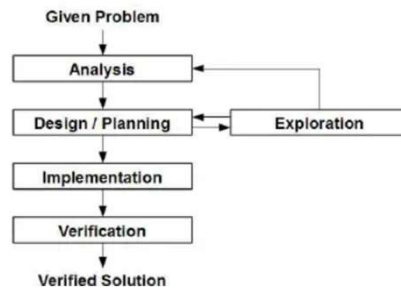 Given Problem
Analysis
Design / Planning
Exploration
Implementation
Verification
Verified Solution